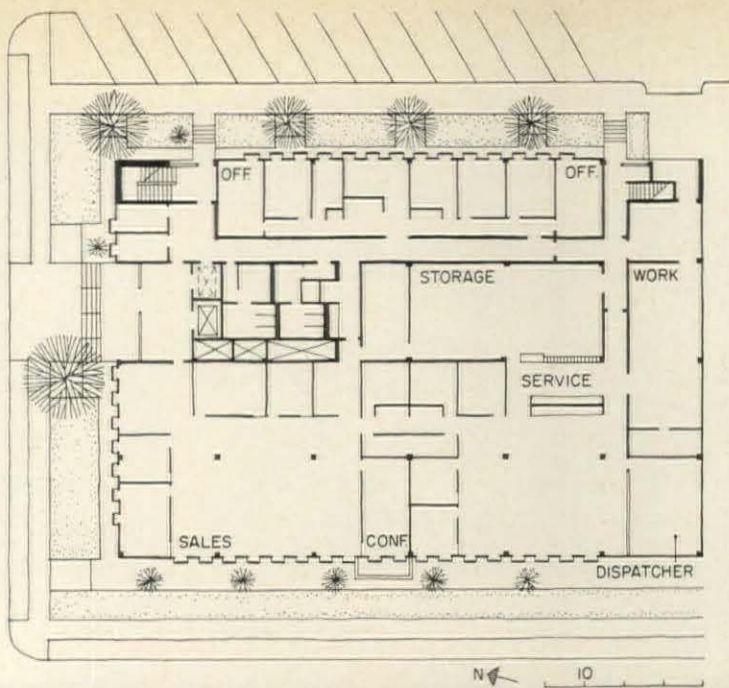 OFF.
OFF.
STORAGE
WORK
SERVICE
SALES
CONF.
DISPATCHER
N
10